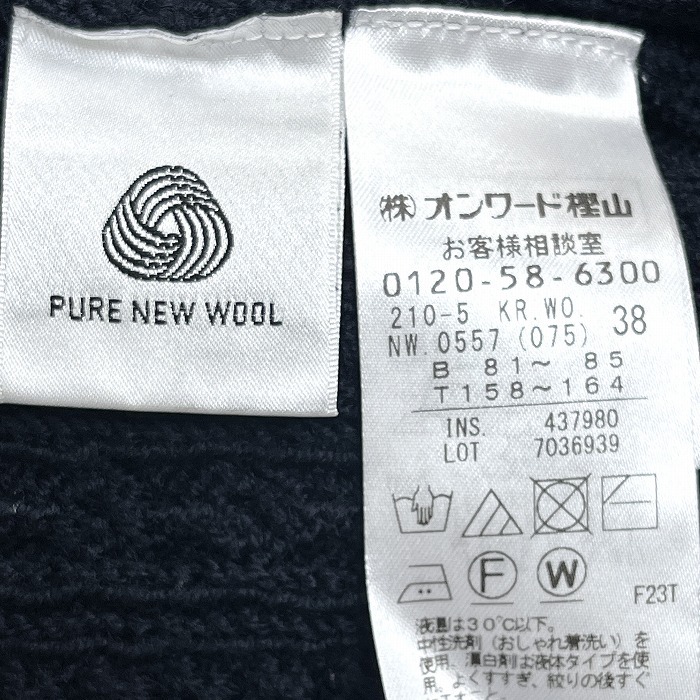 PURE NEW WOOL
(株)オンワード樫山
お客様相談室
0120-58-6300
210-5 KR.WO. 38
NW.0557 (075)
B 81～ 85
T158～164
INS. 437980
LOT 7036939
F W
F23T
液温は30℃以下。
中性洗剤(おしゃれ着洗い)を
使用。漂白剤は液体タイプを使
用。よくすすぎ、絞りの後すぐ